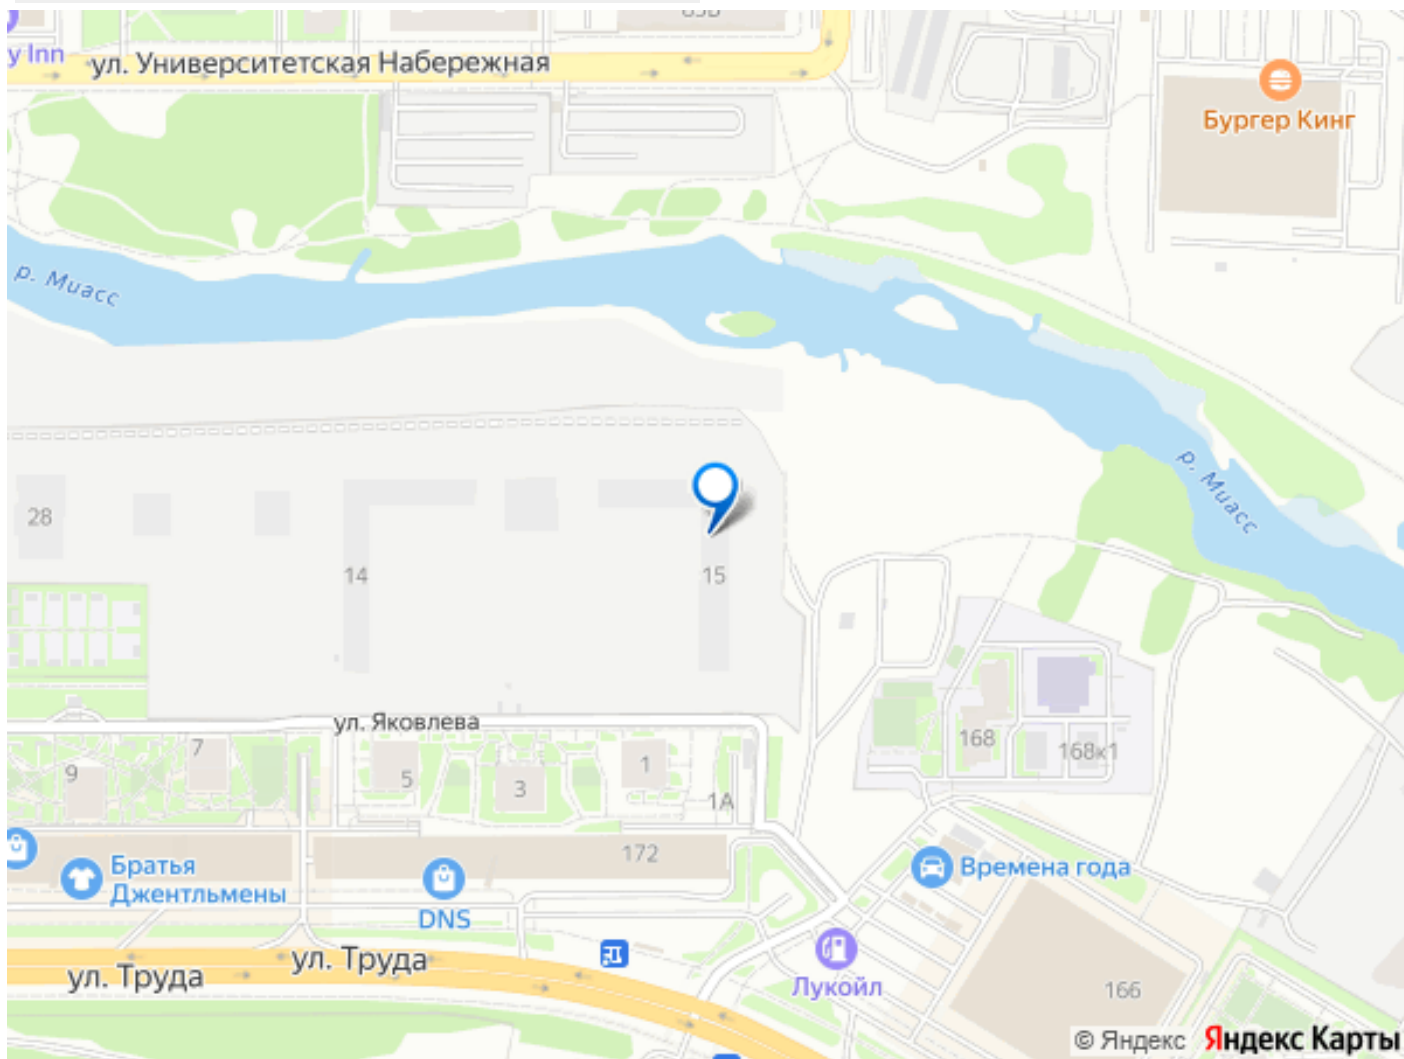 85В
y Inn
ул. Университетская Набережная
Бургер Кинг
р. Миасс
р. Миасс
28
14
15
ул. Яковлева
7
9
5
3
1
1А
168
168к1
172
Братья
Джентльмены
DNS
Времена года
ул. Труда
ул. Труда
Лукойл
166
© Яндекс Яндекс Карты